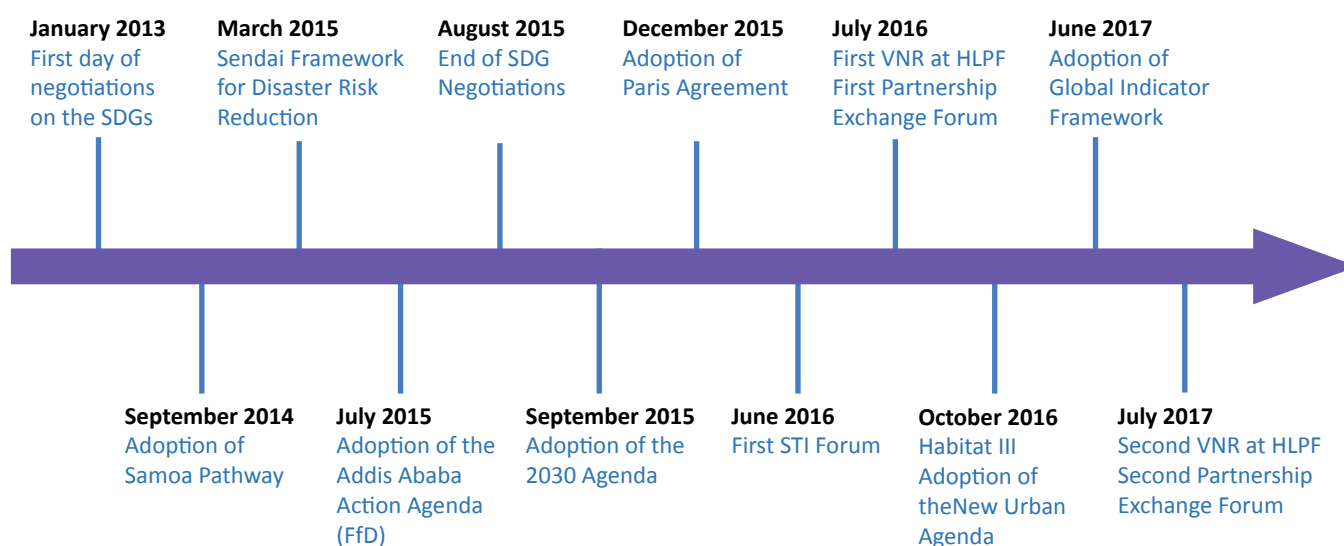 January 2013
First day of
negotiations
on the SDGs
March 2015
Sendai Framework
for Disaster Risk
Reduction
August 2015
End of SDG
Negotiations
December 2015
Adoption of
Paris Agreement
July 2016
First VNR at HLPF
First Partnership
Exchange Forum
June 2017
Adoption of
Global Indicator
Framework
September 2014
Adoption of
Samoa Pathway
July 2015
Adoption of the
Addis Ababa
Action Agenda
(FfD)
September 2015
Adoption of the
2030 Agenda
June 2016
First STI Forum
October 2016
Habitat III
Adoption of
theNew Urban
Agenda
July 2017
Second VNR at HLPF
Second Partnership
Exchange Forum